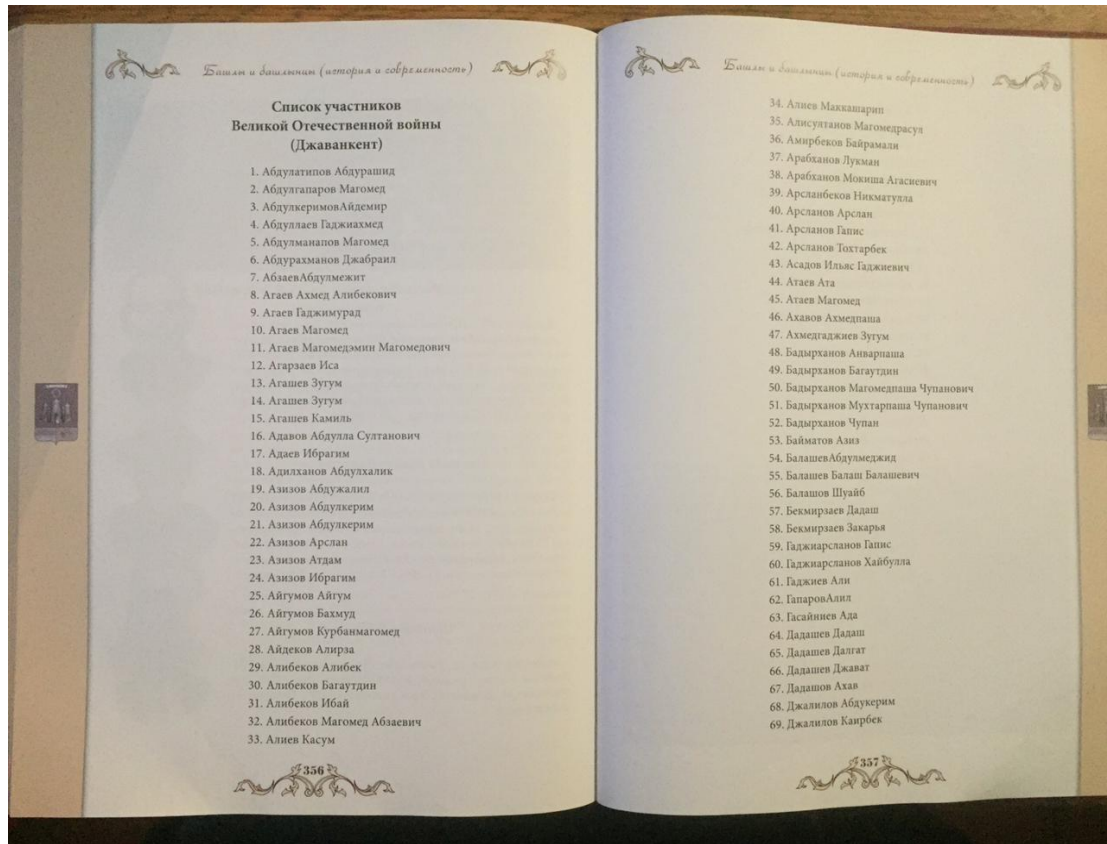 Башлы и башлынцы (история и современность)
Список участников
Великой Отечественной войны
(Джаванкент)
1. Абдулатипов Абдурашид
2. Абдулгапаров Магомед
3. АбдулкеримовАйдемир
4. Абдуллаев Гаджиахмед
5. Абдулманапов Магомед
6. Абдурахманов Джабраил
7. АбзаевАбдулмежит
8. Агаев Ахмед Алибекович
9. Агаев Гаджимурад
10. Агаев Магомед
11. Агаев Магомедэмин Магомедович
12. Агарзаев Иса
13. Агашев Зугум
14. Агашев Зугум
15. Агашев Камиль
16. Адавов Абдулла Султанович
17. Адаев Ибрагим
18. Адилханов Абдулхалик
19. Азизов Абдужалил
20. Азизов Абдулкерим
21. Азизов Абдулкерим
22. Азизов Арслан
23. Азизов Атдам
24. Азизов Ибрагим
25. Айгумов Айгум
26. Айгумов Бахмуд
27. Айгумов Курбанмагомед
28. Айдеков Алирза
29. Алибеков Алибек
30. Алибеков Багаутдин
31. Алибеков Ибай
32. Алибеков Магомед Абзаевич
33. Алиев Касум
356
Башлы и башлынцы (история и современность)
34. Алиев Маккашарип
35. Алисултанов Магомедрасул
36. Амирбеков Байрамали
37. Арабханов Лукман
38. Арабханов Мокиша Агасиевич
39. Арсланбеков Никматулла
40. Арсланов Арслан
41. Арсланов Гапис
42. Арсланов Тохтарбек
43. Асадов Ильяс Гаджиевич
44. Атаев Ата
45. Атаев Магомед
46. Ахавов Ахмедпаша
47. Ахмедгаджиев Зугум
48. Бадырханов Анварпаша
49. Бадырханов Багаутдин
50. Бадырханов Магомедпаша Чупанович
51. Бадырханов Мухтарпаша Чупанович
52. Бадырханов Чупан
53. Байматов Азиз
54. БалашевАбдулмеджид
55. Балашев Балаш Балашевич
56. Балашов Шуайб
57. Бекмирзаев Дадаш
58. Бекмирзаев Закарья
59. Гаджиарсланов Гапис
60. Гаджиарсланов Хайбулла
61. Гаджиев Али
62. ГапаровАлил
63. Гасайниев Ада
64. Дадашев Дадаш
65. Дадашев Далгат
66. Дадашев Джават
67. Дадашов Ахав
68. Джалилов Абдукерим
69. Джалилов Каирбек
357